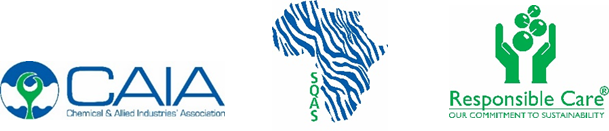 CAIA
Chemical & Allied Industries' Association
SQAS
Responsible Care®
OUR COMMITMENT TO SUSTAINABILITY